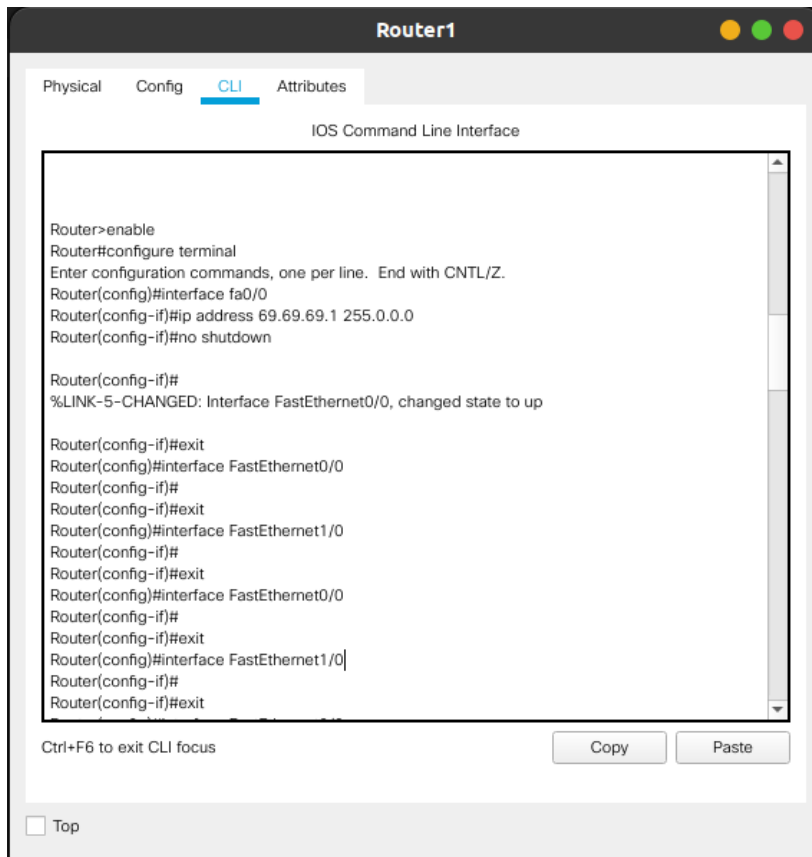 Router1
Physical Config CLI Attributes
IOS Command Line Interface
Router>enable
Router#configure terminal
Enter configuration commands, one per line.  End with CNTL/Z.
Router(config)#interface fa0/0
Router(config-if)#ip address 69.69.69.1 255.0.0.0
Router(config-if)#no shutdown
Router(config-if)#
%LINK-5-CHANGED: Interface FastEthernet0/0, changed state to up
Router(config-if)#exit
Router(config)#interface FastEthernet0/0
Router(config-if)#
Router(config-if)#exit
Router(config)#interface FastEthernet1/0
Router(config-if)#
Router(config-if)#exit
Router(config)#interface FastEthernet0/0
Router(config-if)#
Router(config-if)#exit
Router(config)#interface FastEthernet1/0
Router(config-if)#
Router(config-if)#exit
Ctrl+F6 to exit CLI focus
Copy Paste
Top